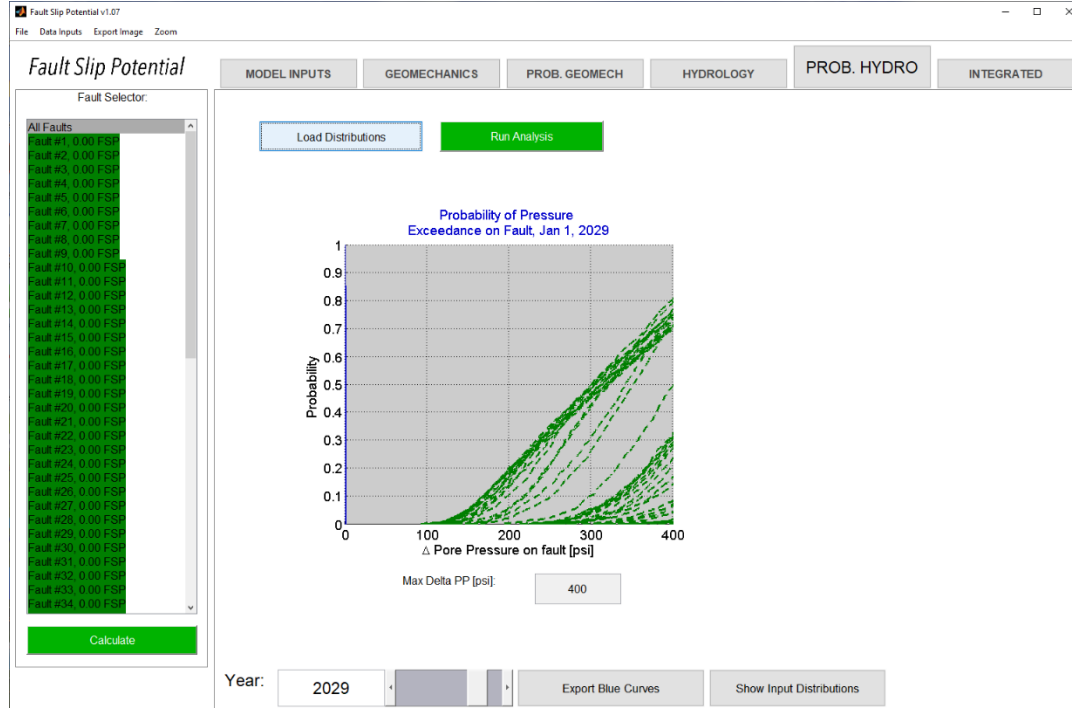 Fault Slip Potential v1.07
File Data Inputs Export Image Zoom
Fault Slip Potential
MODEL INPUTS GEOMECHANICS PROB. GEOMECH HYDROLOGY PROB. HYDRO INTEGRATED
Fault Selector:
All Faults
Fault #1, 0.00 FSP
Fault #2, 0.00 FSP
Fault #3, 0.00 FSP
Fault #4, 0.00 FSP
Fault #5, 0.00 FSP
Fault #6, 0.00 FSP
Fault #7, 0.00 FSP
Fault #8, 0.00 FSP
Fault #9, 0.00 FSP
Fault #10, 0.00 FSP
Fault #11, 0.00 FSP
Fault #12, 0.00 FSP
Fault #13, 0.00 FSP
Fault #14, 0.00 FSP
Fault #15, 0.00 FSP
Fault #16, 0.00 FSP
Fault #17, 0.00 FSP
Fault #18, 0.00 FSP
Fault #19, 0.00 FSP
Fault #20, 0.00 FSP
Fault #21, 0.00 FSP
Fault #22, 0.00 FSP
Fault #23, 0.00 FSP
Fault #24, 0.00 FSP
Fault #25, 0.00 FSP
Fault #26, 0.00 FSP
Fault #27, 0.00 FSP
Fault #28, 0.00 FSP
Fault #29, 0.00 FSP
Fault #30, 0.00 FSP
Fault #31, 0.00 FSP
Fault #32, 0.00 FSP
Fault #33, 0.00 FSP
Fault #34, 0.00 FSP
Calculate
Load Distributions Run Analysis
Probability of Pressure
Exceedance on Fault, Jan 1, 2029
1
0.9
0.8
0.7
0.6
0.5
0.4
0.3
0.2
0.1
0
Probability
0 100 200 300 400
Δ Pore Pressure on fault [psi]
Max Delta PP [psi]: 400
Year: 2029 Export Blue Curves Show Input Distributions